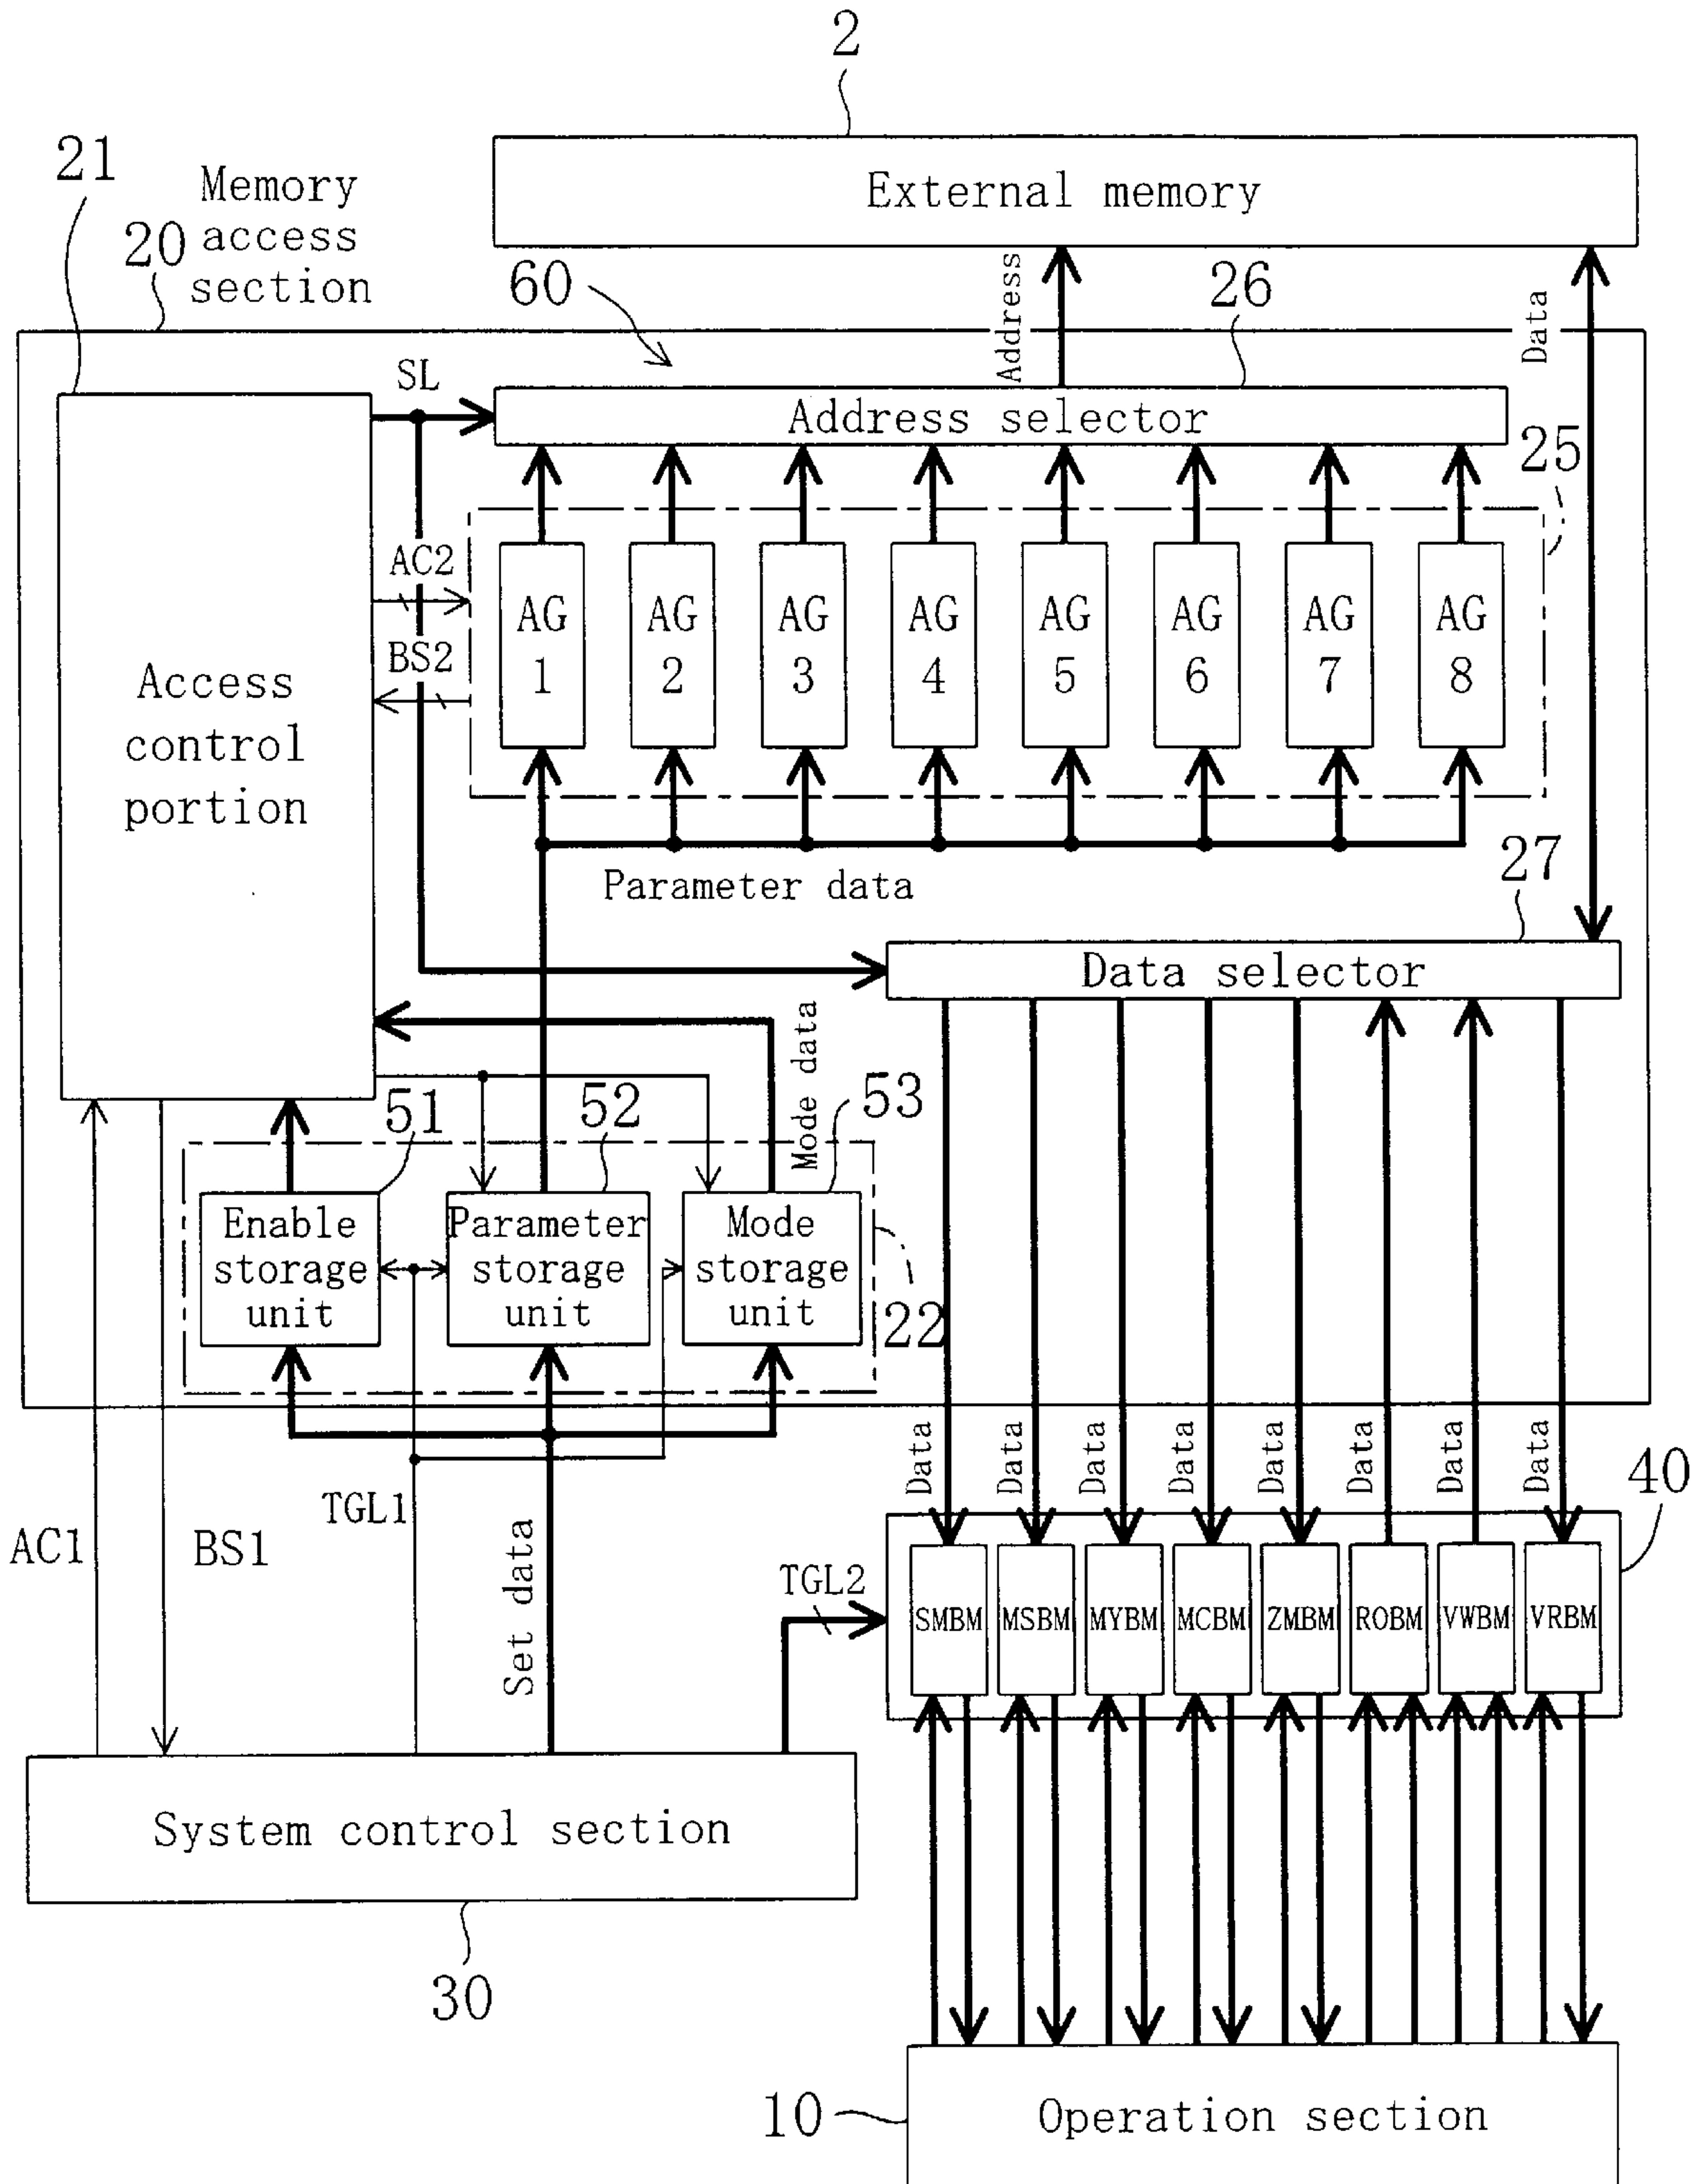 2
External memory
21
Memory
access
section
20
60
Address
26
Data
SL
Address selector
25
AC2
BS2
AG
1
AG
2
AG
3
AG
4
AG
5
AG
6
AG
7
AG
8
Access
control
portion
Parameter data
27
Data selector
Mode data
51
52
53
Enable
storage
unit
Parameter
storage
unit
Mode
storage
unit
22
AC1
BS1
TGL1
Set data
TGL2
Data
Data
Data
Data
Data
Data
Data
Data
40
SMBM
MSBM
MYBM
MCBM
ZMBM
ROBM
VWBM
VRBM
System control section
30
10
Operation section